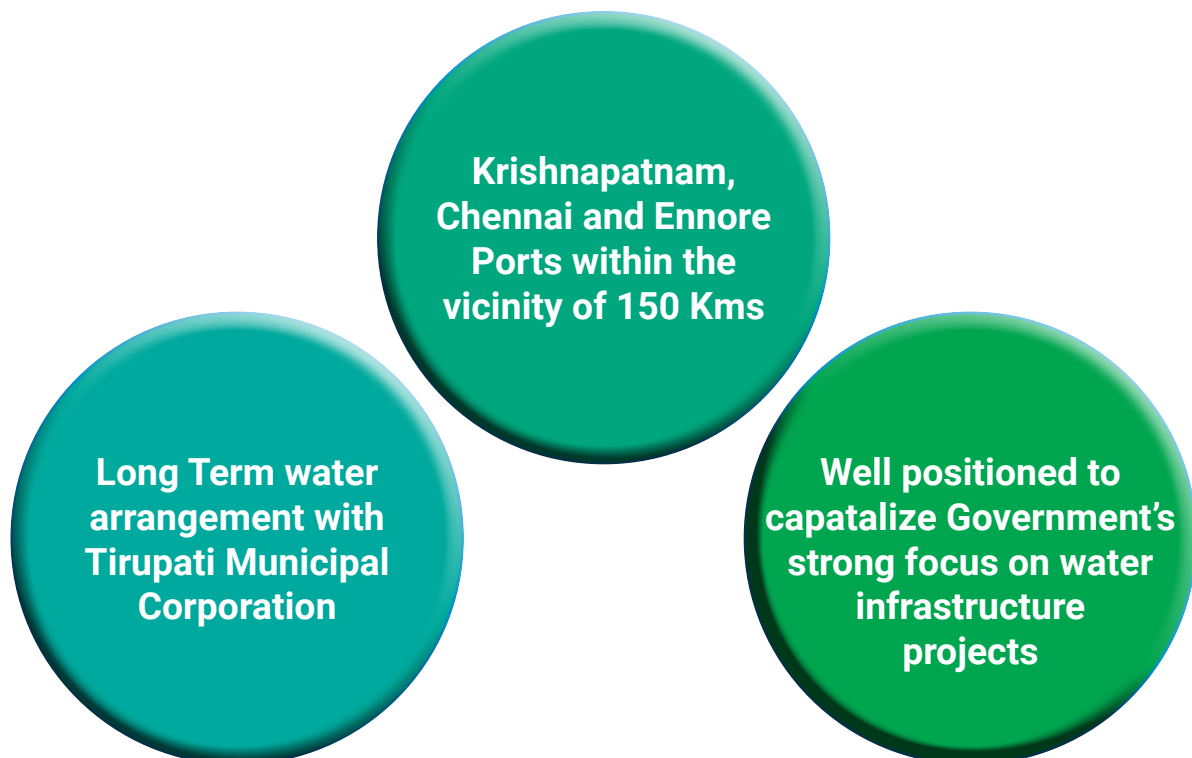 Krishnapatnam,
Chennai and Ennore
Ports within the
vicinity of 150 Kms
Long Term water
arrangement with
Tirupati Municipal
Corporation
Well positioned to
capatalize Government’s
strong focus on water
infrastructure
projects